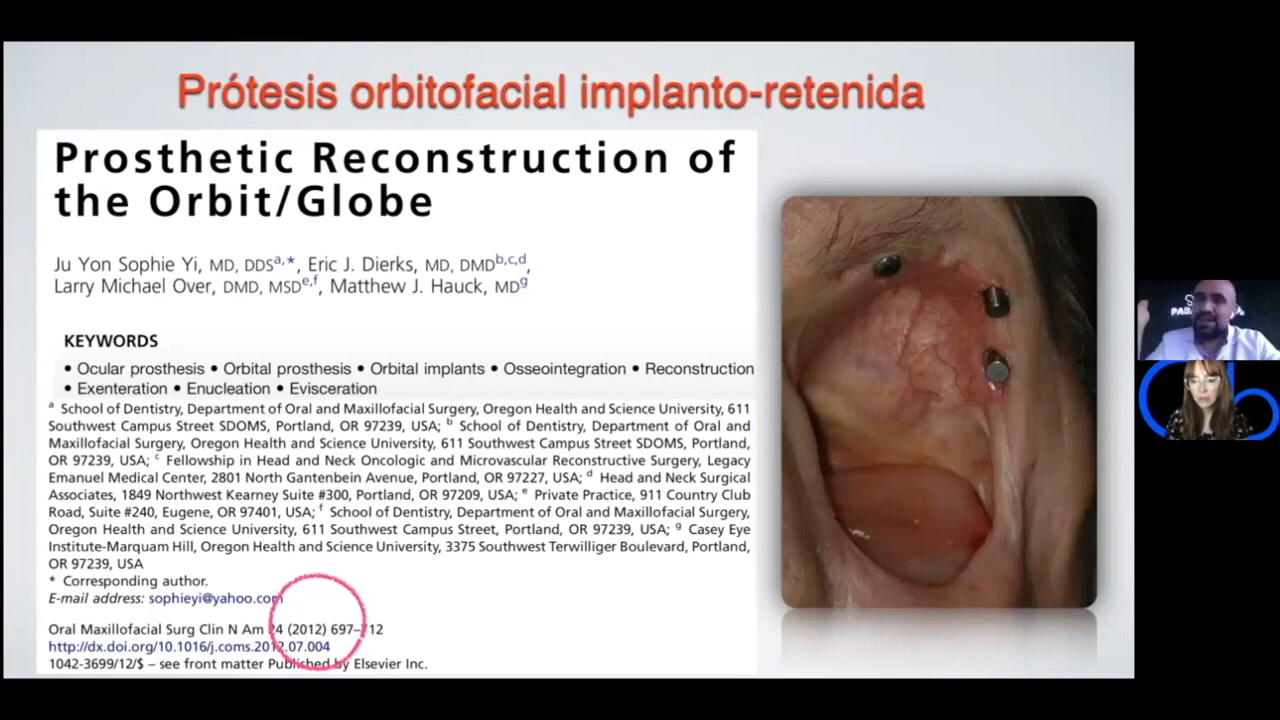 Prótesis orbitofacial implanto-retenida
Prosthetic Reconstruction of
the Orbit/Globe
Ju Yon Sophie Yi, MD, DDSa,*, Eric J. Dierks, MD, DMDb,c,d,
Larry Michael Over, DMD, MSDe,f, Matthew J. Hauck, MDg
KEYWORDS
• Ocular prosthesis • Orbital prosthesis • Orbital implants • Osseointegration • Reconstruction
• Exenteration • Enucleation • Evisceration
a School of Dentistry, Department of Oral and Maxillofacial Surgery, Oregon Health and Science University, 611
Southwest Campus Street SDOMS, Portland, OR 97239, USA; b School of Dentistry, Department of Oral and
Maxillofacial Surgery, Oregon Health and Science University, 611 Southwest Campus Street SDOMS, Portland,
OR 97239, USA; c Fellowship in Head and Neck Oncologic and Microvascular Reconstructive Surgery, Legacy
Emanuel Medical Center, 2801 North Gantenbein Avenue, Portland, OR 97227, USA; d Head and Neck Surgical
Associates, 1849 Northwest Kearney Suite #300, Portland, OR 97209, USA; e Private Practice, 911 Country Club
Road, Suite #240, Eugene, OR 97401, USA; f School of Dentistry, Department of Oral and Maxillofacial Surgery,
Oregon Health and Science University, 611 Southwest Campus Street, Portland, OR 97239, USA; g Casey Eye
Institute-Marquam Hill, Oregon Health and Science University, 3375 Southwest Terwilliger Boulevard, Portland,
OR 97239, USA
* Corresponding author.
E-mail address: sophieyi@yahoo.com
Oral Maxillofacial Surg Clin N Am 24 (2012) 697–712
http://dx.doi.org/10.1016/j.coms.2012.07.004
1042-3699/12/$ – see front matter Published by Elsevier Inc.